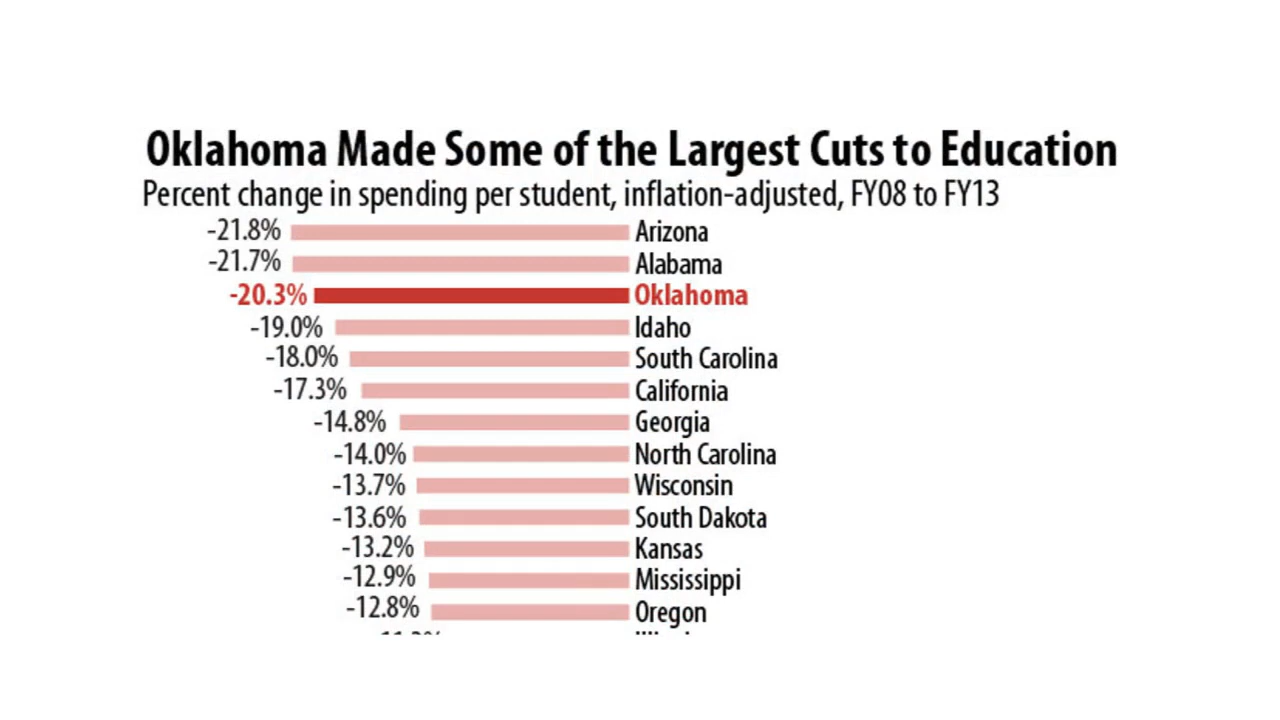 Oklahoma Made Some of the Largest Cuts to Education
Percent change in spending per student, inflation-adjusted, FY08 to FY13
-21.8% Arizona
-21.7% Alabama
-20.3% Oklahoma
-19.0% Idaho
-18.0% South Carolina
-17.3% California
-14.8% Georgia
-14.0% North Carolina
-13.7% Wisconsin
-13.6% South Dakota
-13.2% Kansas
-12.9% Mississippi
-12.8% Oregon